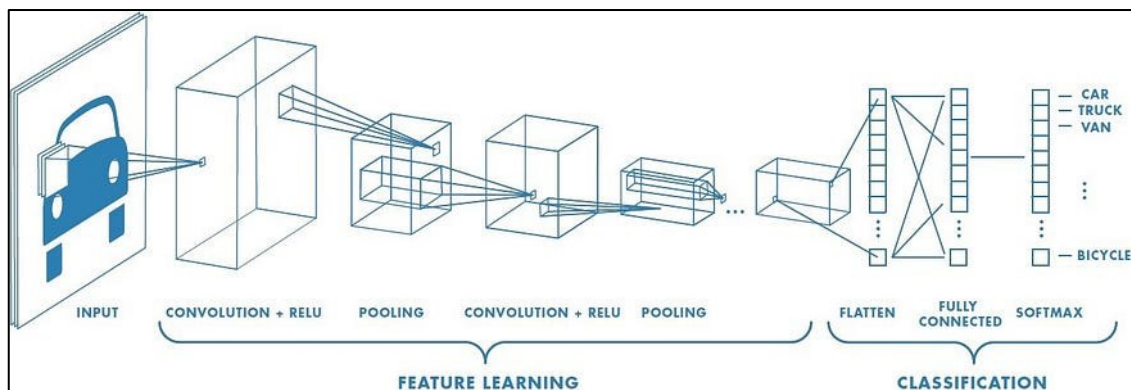 CAR
TRUCK
VAN
...
BICYCLE
INPUT
CONVOLUTION + RELU
POOLING
CONVOLUTION + RELU
POOLING
FLATTEN
FULLY
CONNECTED
SOFTMAX
FEATURE LEARNING
CLASSIFICATION